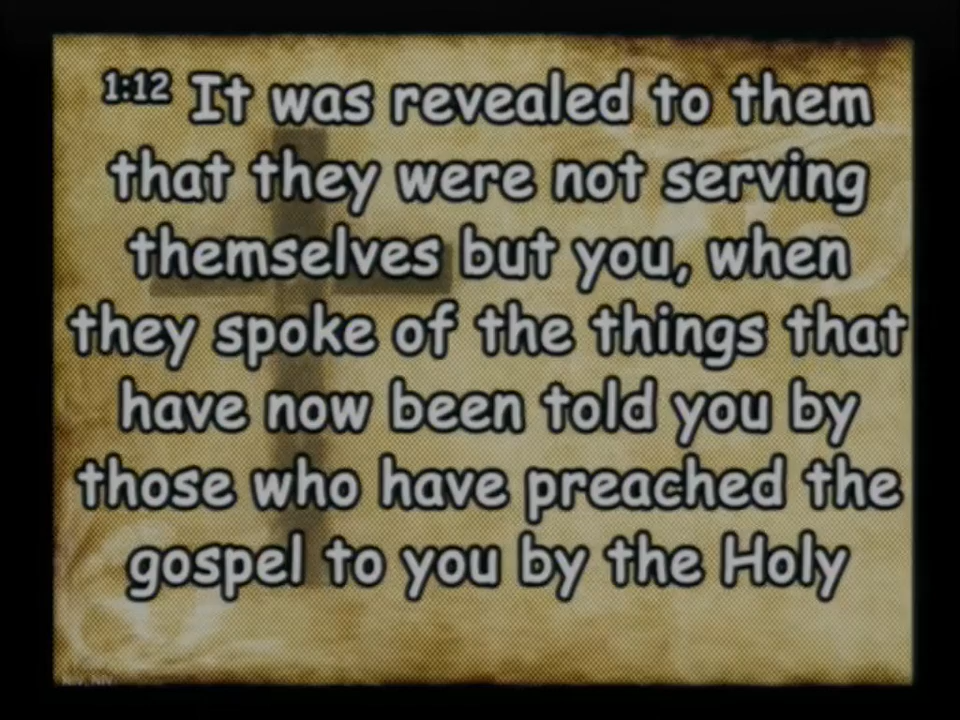 1:12 It was revealed to them
that they were not serving
themselves but you, when
they spoke of the things that
have now been told you by
those who have preached the
gospel to you by the Holy